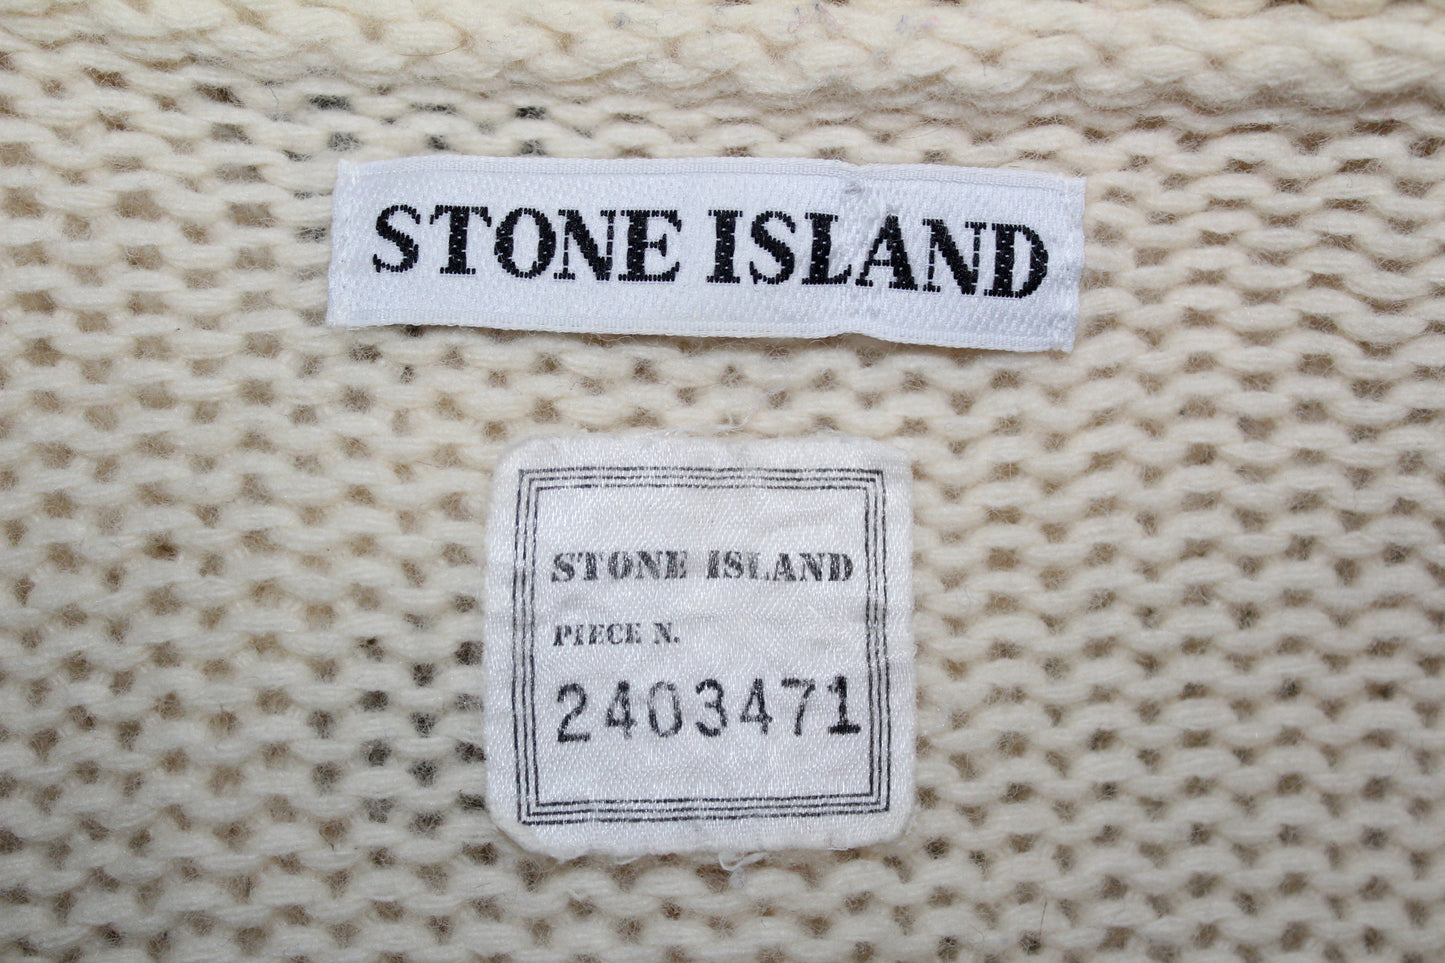 STONE ISLAND
STONE ISLAND
PIECE N.
2403471